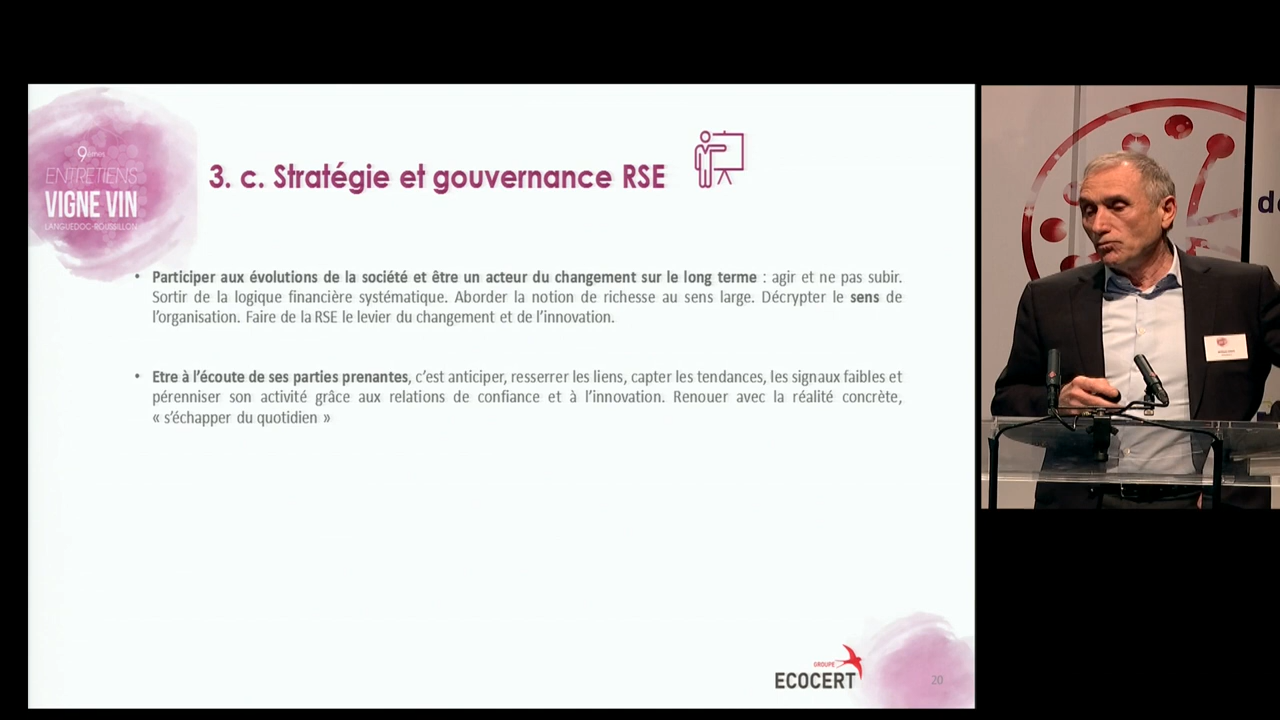 9èmes
ENTRETIENS
VIGNE VIN
LANGUEDOC-ROUSSILLON
3. c. Stratégie et gouvernance RSE
• Participer aux évolutions de la société et être un acteur du changement sur le long terme : agir et ne pas subir.
Sortir de la logique financière systématique. Aborder la notion de richesse au sens large. Décrypter le sens de
l'organisation. Faire de la RSE le levier du changement et de l'innovation.
• Etre à l'écoute de ses parties prenantes, c'est anticiper, resserrer les liens, capter les tendances, les signaux faibles et
pérenniser son activité grâce aux relations de confiance et à l'innovation. Renouer avec la réalité concrète,
« s'échapper du quotidien »
GROUPE
ECOCERT
20